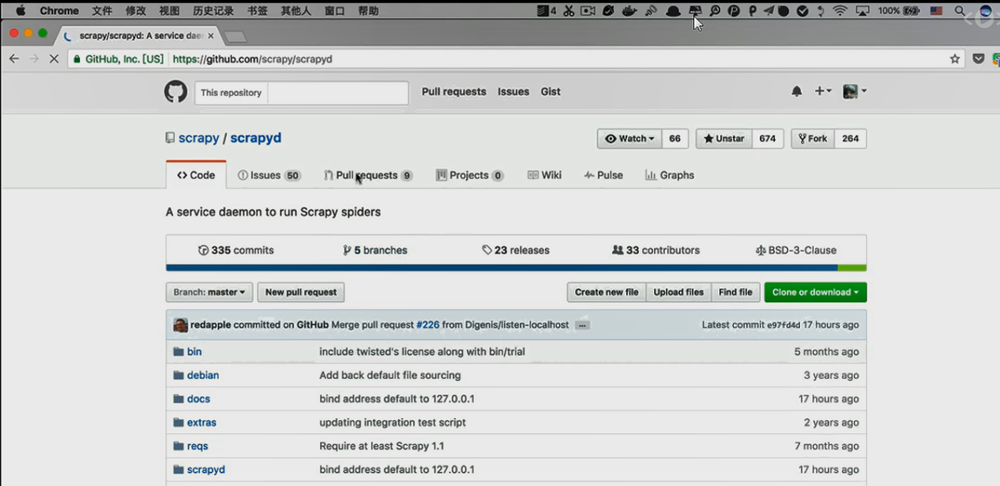 Chrome 文件 修改 视图 历史记录 书签 其他人 窗口 帮助 4 100%
scrapy/scrapyd: A service dae
GitHub, Inc. [US] https://github.com/scrapy/scrapyd
This repository Pull requests Issues Gist
scrapy / scrapyd Watch 66 Unstar 674 Fork 264
Code Issues 50 Pull requests 9 Projects 0 Wiki Pulse Graphs
A service daemon to run Scrapy spiders
335 commits 5 branches 23 releases 33 contributors BSD-3-Clause
Branch: master New pull request Create new file Upload files Find file Clone or download
redapple committed on GitHub Merge pull request #226 from Digenis/listen-localhost ... Latest commit e97fd4d 17 hours ago
bin include twisted's license along with bin/trial 5 months ago
debian Add back default file sourcing 3 years ago
docs bind address default to 127.0.0.1 17 hours ago
extras updating integration test script 2 years ago
reqs Require at least Scrapy 1.1 7 months ago
scrapyd bind address default to 127.0.0.1 17 hours ago